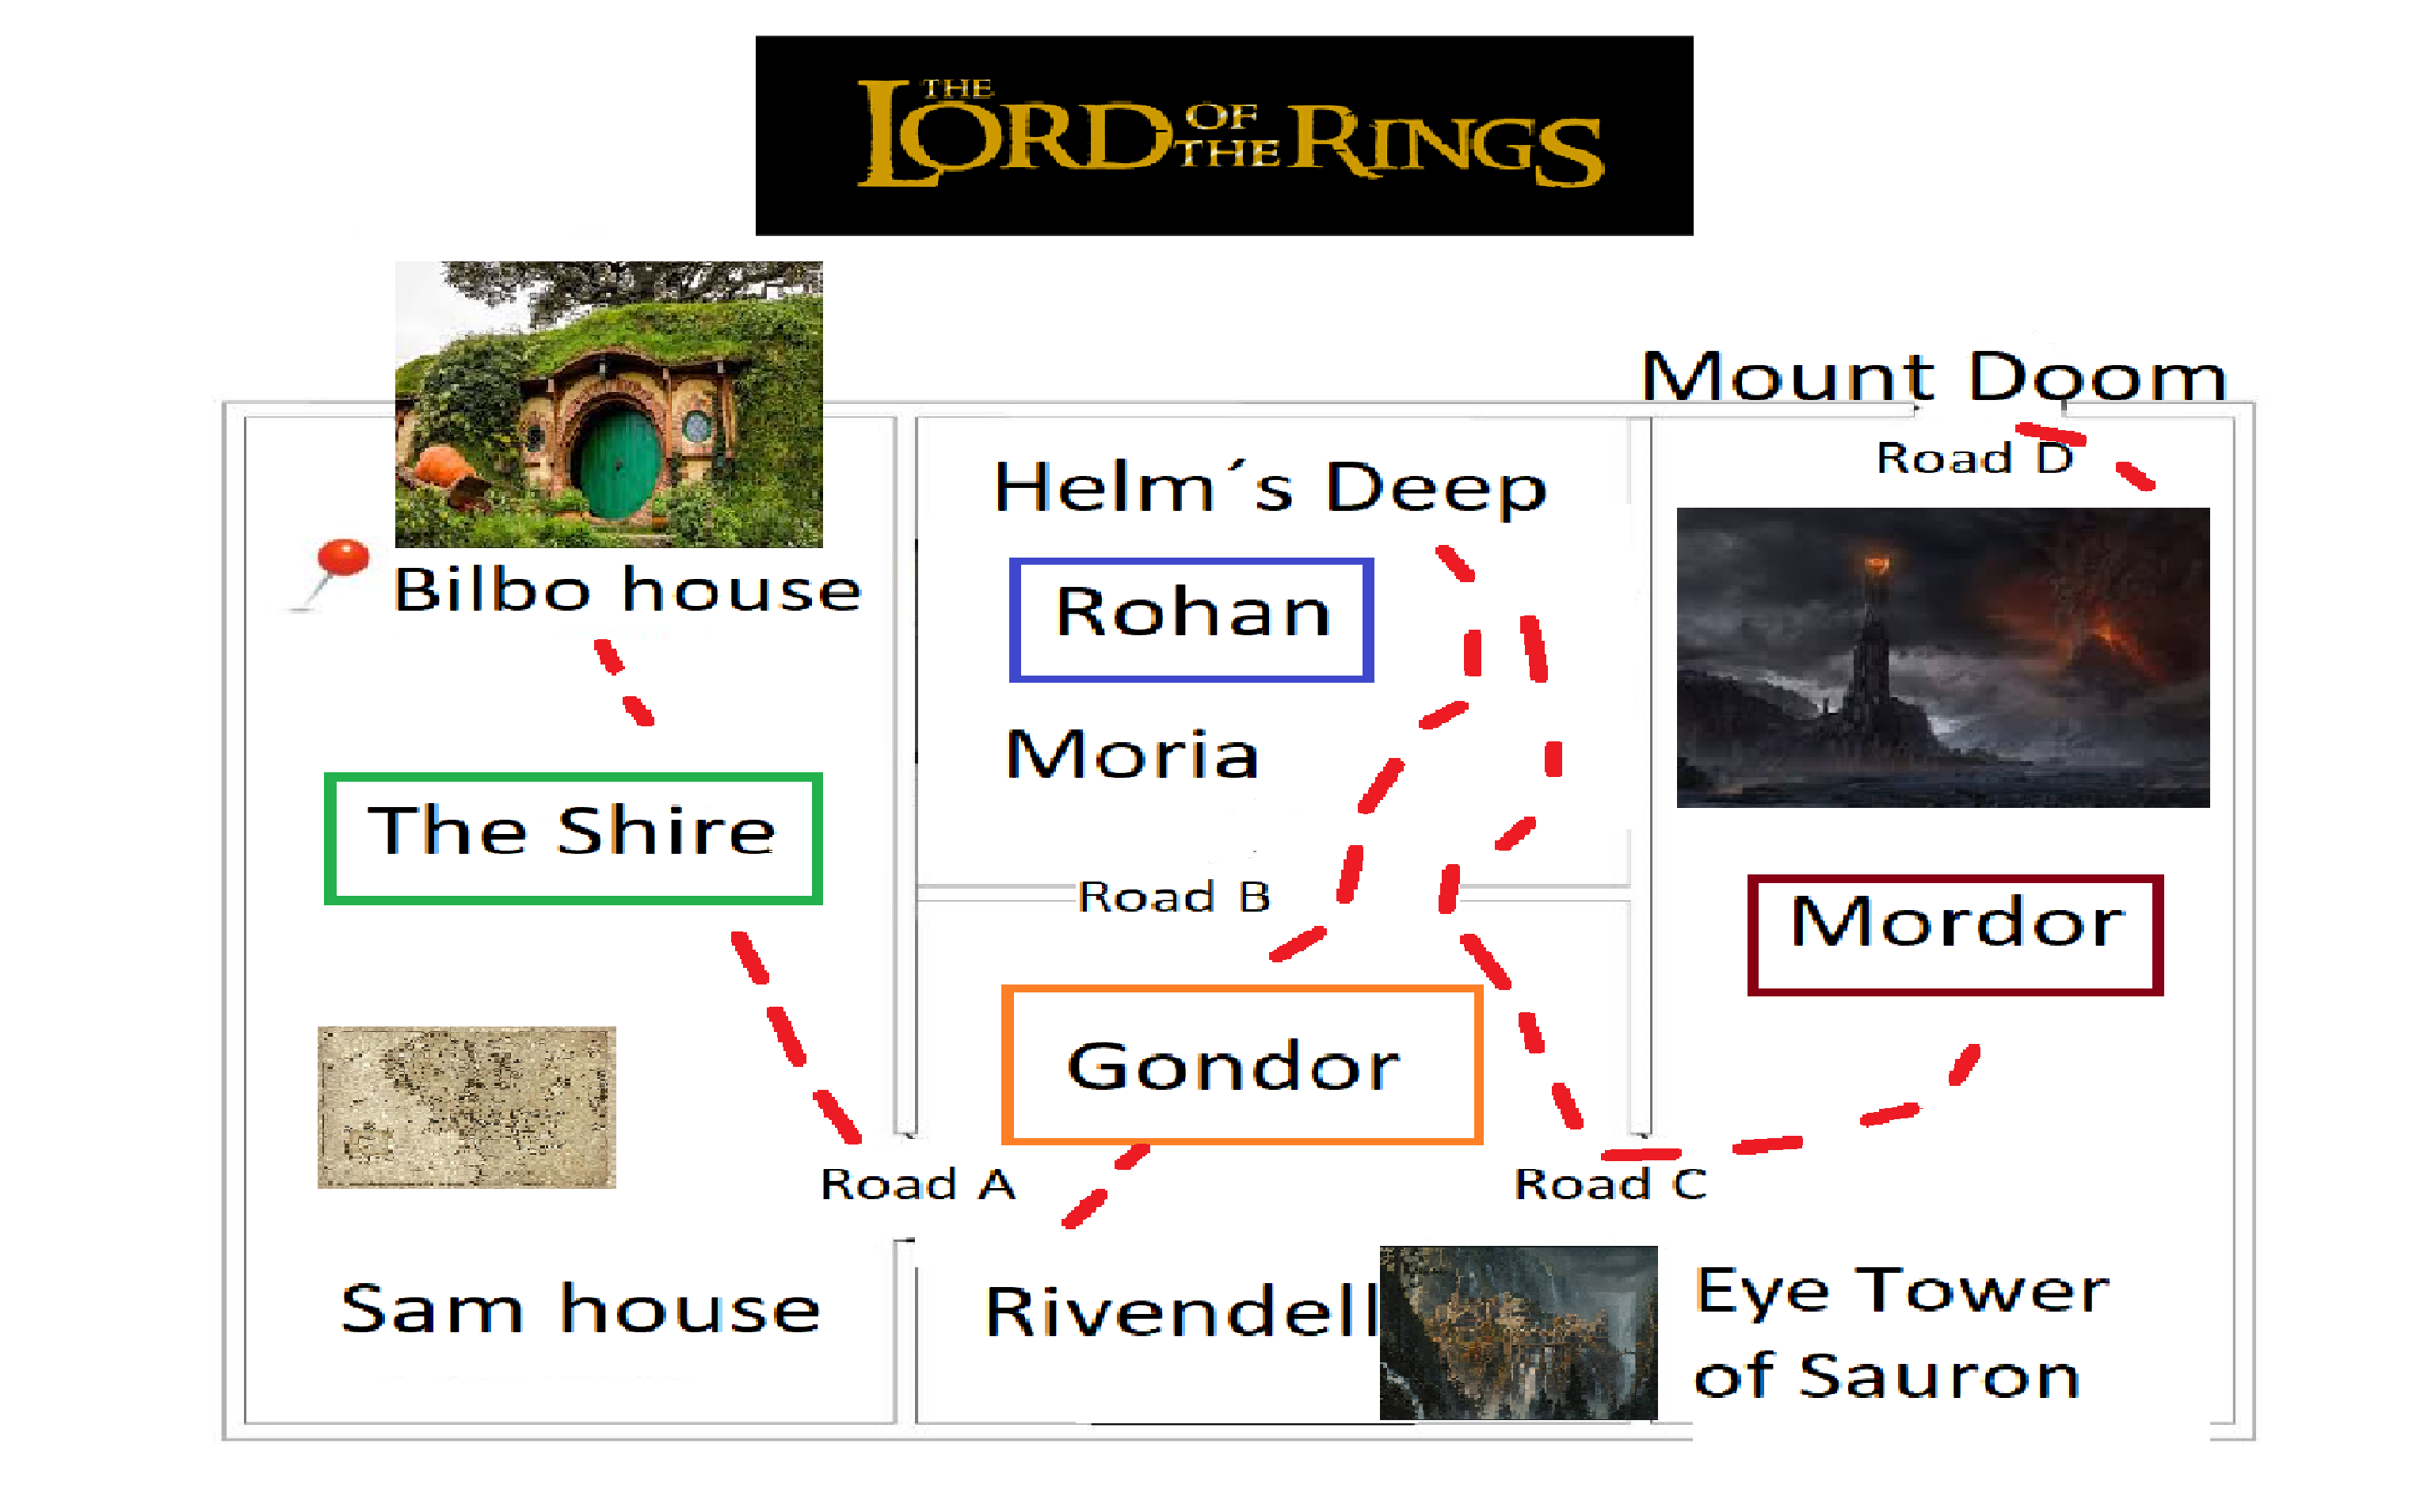 THE LORD OF THE RINGS
Mount Doom
Road D
Helm´s Deep
Rohan
Bilbo house
Moria
The Shire
Road B
Mordor
Gondor
Road A
Road C
Sam house
Rivendell
Eye Tower
of Sauron